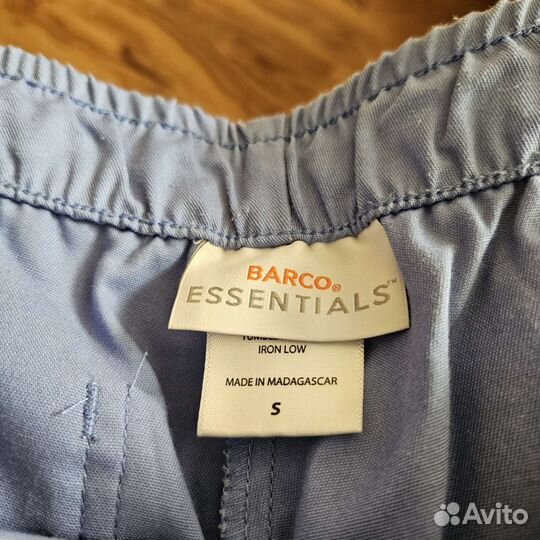 BARCO®
ESSENTIALS™
IRON LOW
MADE IN MADAGASCAR
S
Avito